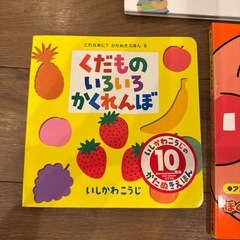 これなあに？かたぬきえほん 5
くだもの
いろいろ
かくれんぼ
いしかわこうじの
10
かたぬきえほん
いしかわこうじ